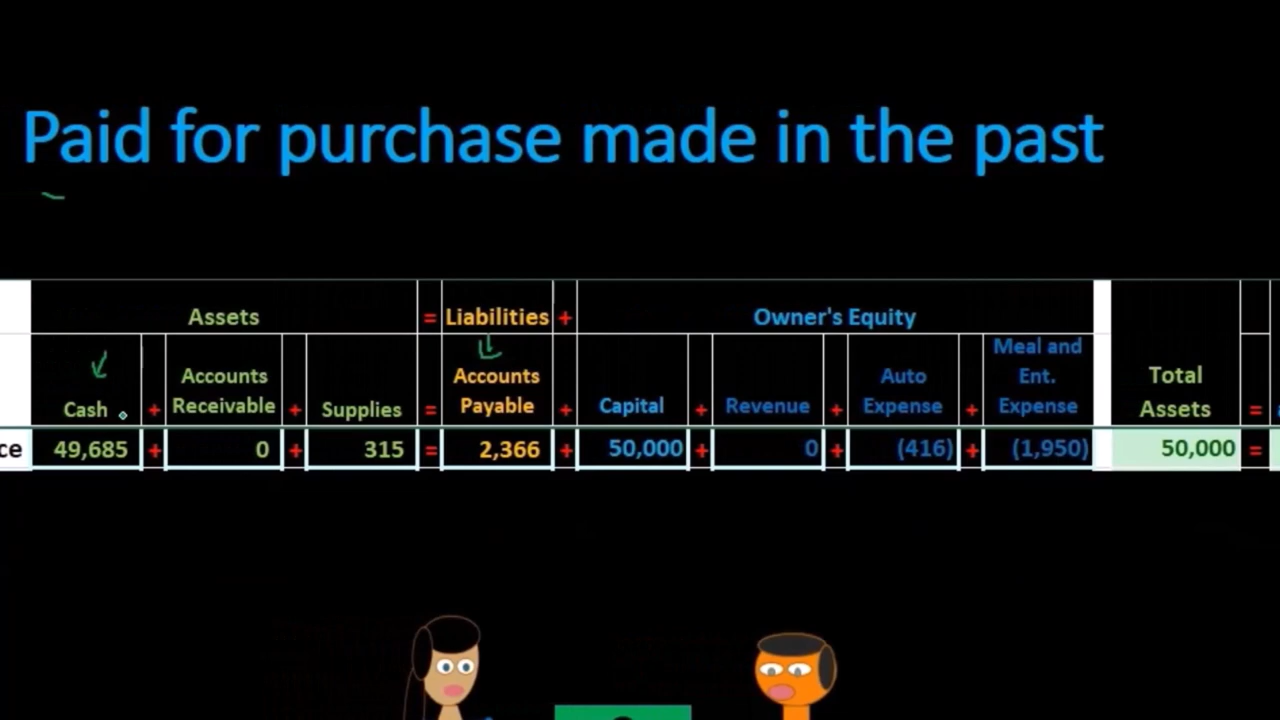 Paid for purchase made in the past
Assets = Liabilities + Owner's Equity
Cash + Accounts Receivable + Supplies = Accounts Payable + Capital + Revenue + Auto Expense + Meal and Ent. Expense Total Assets =
ce 49,685 + 0 + 315 = 2,366 + 50,000 + 0 + (416) + (1,950) 50,000 =